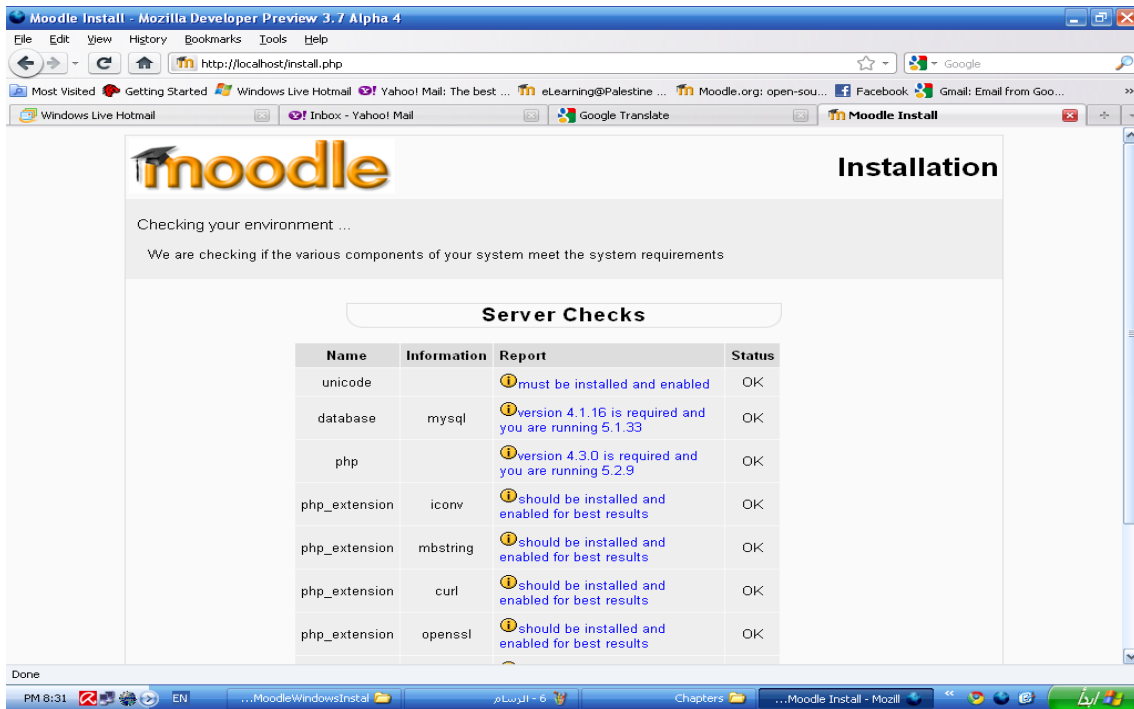 Moodle Install - Mozilla Developer Preview 3.7 Alpha 4
File Edit View History Bookmarks Tools Help
http://localhost/install.php
Google
Most Visited Getting Started Windows Live Hotmail Yahoo! Mail: The best ... eLearning@Palestine ... Moodle.org: open-sou... Facebook Gmail: Email from Goo...
Windows Live Hotmail Inbox - Yahoo! Mail Google Translate Moodle Install
moodle
Installation
Checking your environment ...
We are checking if the various components of your system meet the system requirements
Server Checks
Name Information Report Status
unicode must be installed and enabled OK
database mysql version 4.1.16 is required and
you are running 5.1.33 OK
php version 4.3.0 is required and
you are running 5.2.9 OK
php_extension iconv should be installed and
enabled for best results OK
php_extension mbstring should be installed and
enabled for best results OK
php_extension curl should be installed and
enabled for best results OK
php_extension openssl should be installed and
enabled for best results OK
Done
PM 8:31 EN ...MoodleWindowsInstal 6 - الرسام Chapters ...Moodle Install - Mozill ابدأ